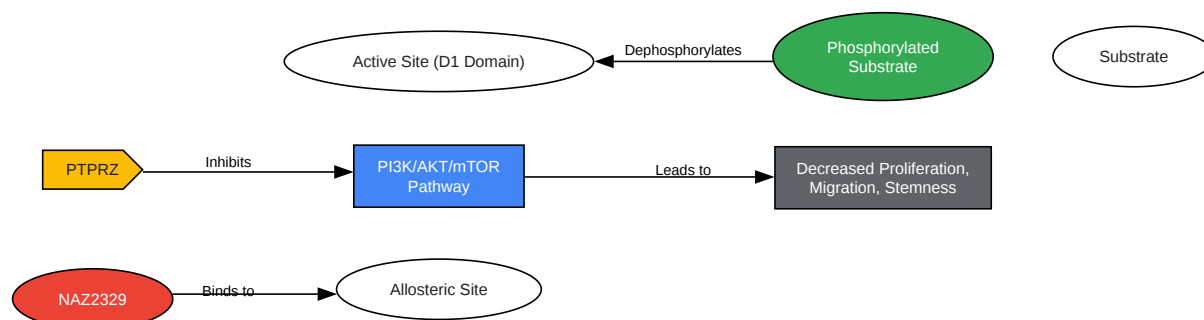 Active Site (D1 Domain)
Dephosphorylates
Phosphorylated
Substrate
Substrate
PTPRZ
Inhibits
PI3K/AKT/mTOR
Pathway
Leads to
Decreased Proliferation,
Migration, Stemness
NAZ2329
Binds to
Allosteric Site